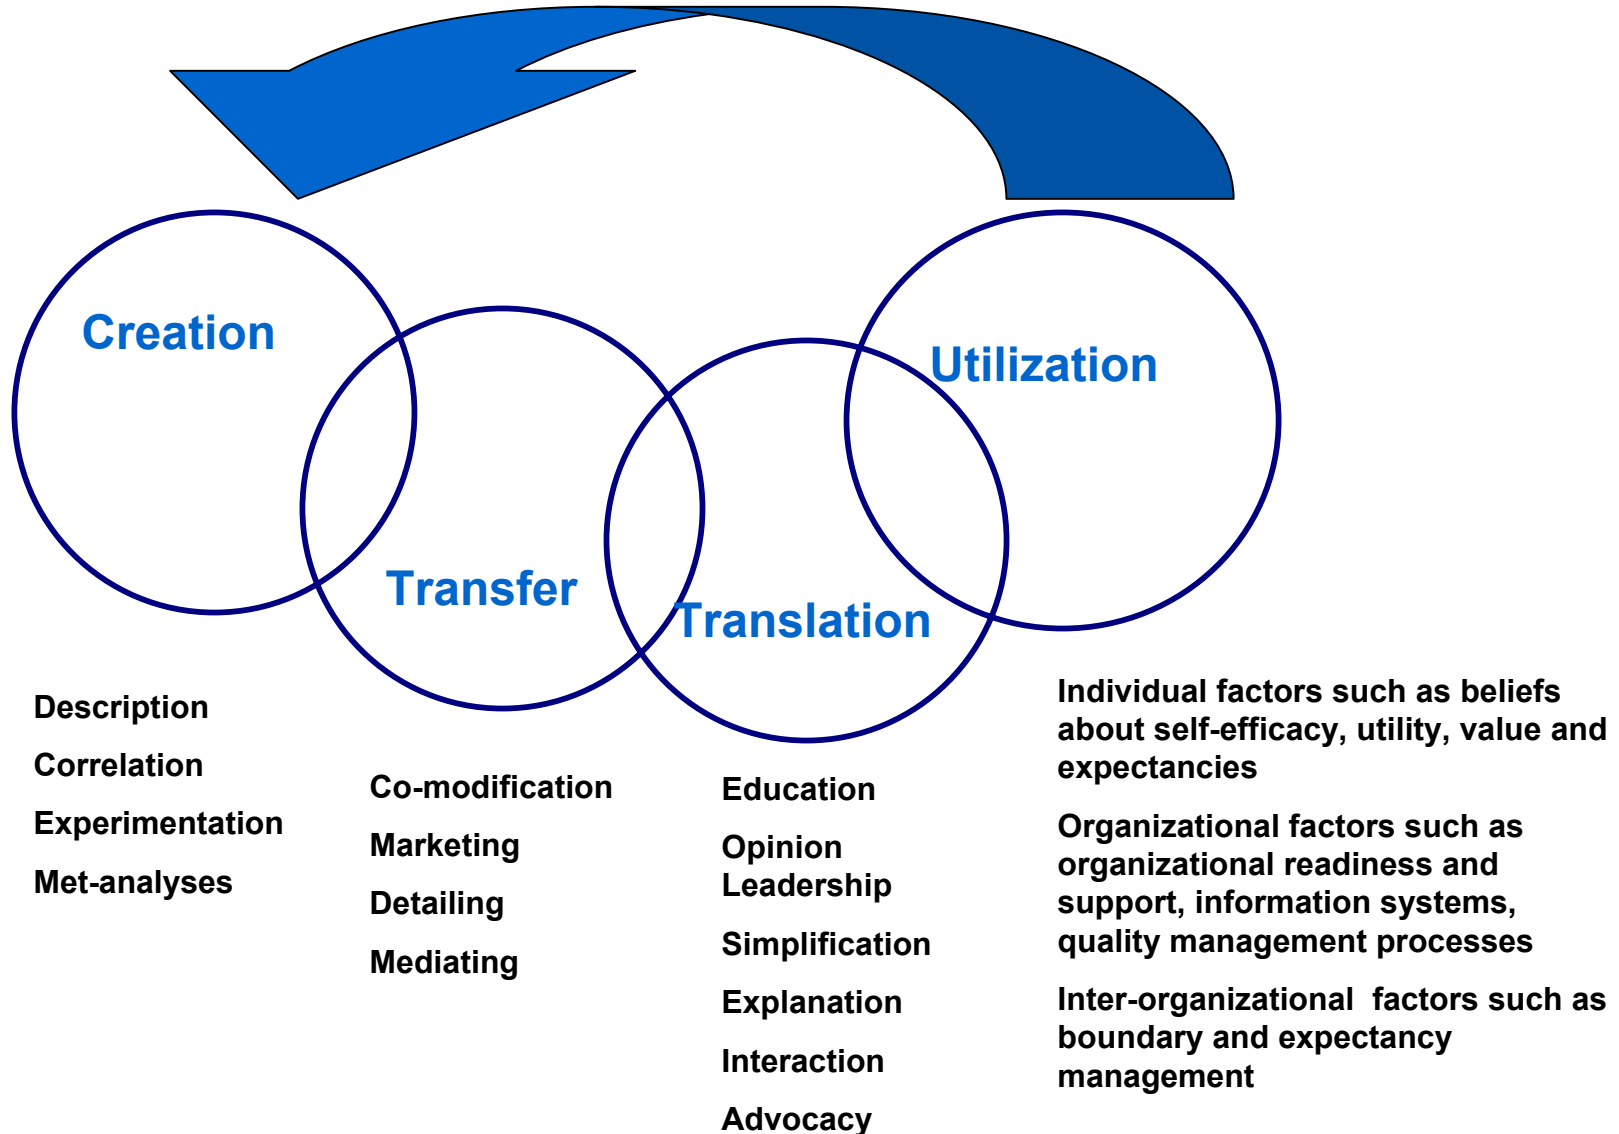 Creation
Utilization
Transfer
Translation
Description
Correlation
Experimentation
Met-analyses
Co-modification
Marketing
Detailing
Mediating
Education
Opinion
Leadership
Simplification
Explanation
Interaction
Advocacy
Individual factors such as beliefs
about self-efficacy, utility, value and
expectancies
Organizational factors such as
organizational readiness and
support, information systems,
quality management processes
Inter-organizational  factors such as
boundary and expectancy
management